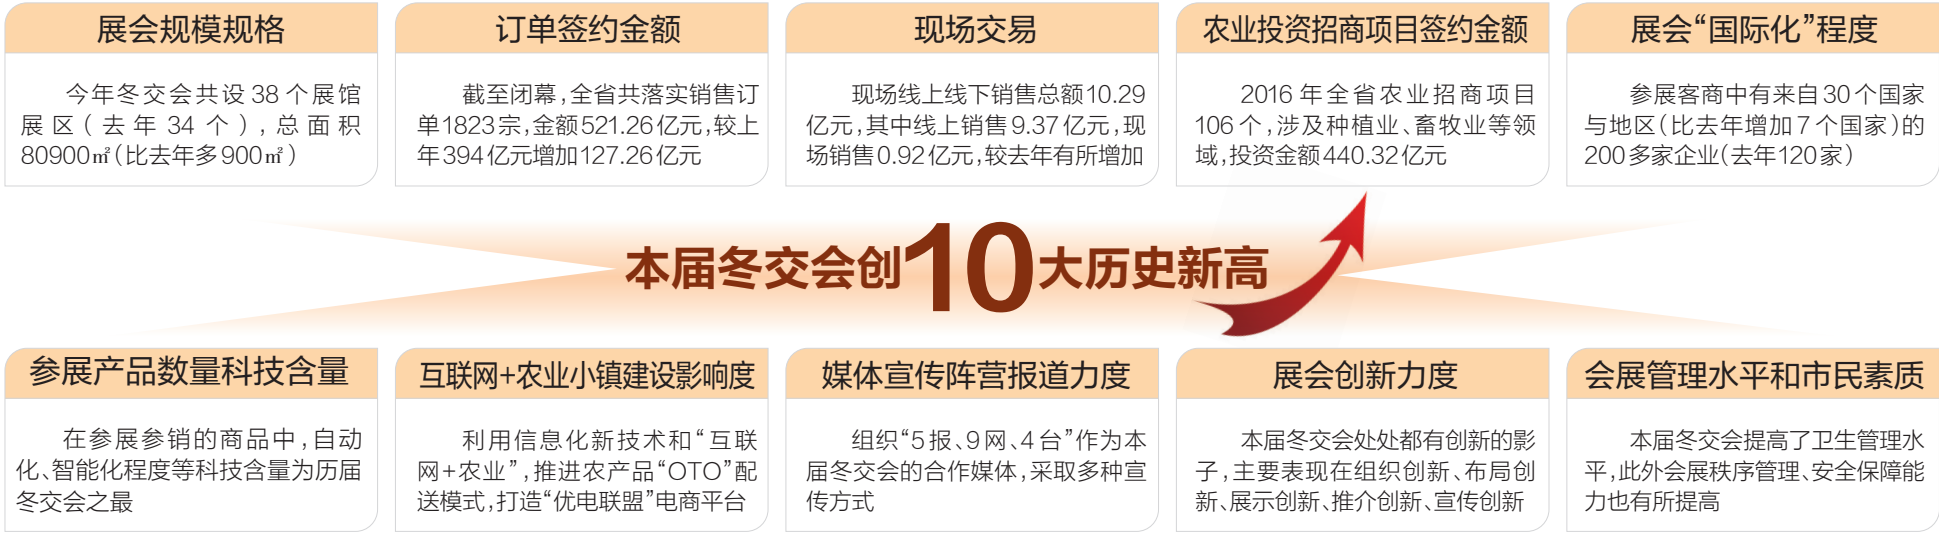 展会规模规格
今年冬交会共设38个展馆
展区（去年34个），总面积
80900㎡（比去年多900㎡）
订单签约金额
截至闭幕，全省共落实销售订
单1823宗，金额521.26亿元，较上
年394亿元增加127.26亿元
现场交易
现场线上线下销售总额10.29
亿元，其中线上销售9.37亿元，现
场销售0.92亿元，较去年有所增加
农业投资招商项目签约金额
2016年全省农业招商项目
106个，涉及种植业、畜牧业等领
域，投资金额440.32亿元
展会“国际化”程度
参展客商中有来自30个国家
与地区（比去年增加7个国家）的
200多家企业（去年120家）
本届冬交会创10大历史新高
参展产品数量科技含量
在参展参销的商品中，自动
化、智能化程度等科技含量为历届
冬交会之最
互联网+农业小镇建设影响度
利用信息化新技术和“互联
网+农业”，推进农产品“OTO”配
送模式，打造“优电联盟”电商平台
媒体宣传阵营报道力度
组织“5报、9网、4台”作为本
届冬交会的合作媒体，采取多种宣
传方式
展会创新力度
本届冬交会处处都有创新的影
子，主要表现在组织创新、布局创
新、展示创新、推介创新、宣传创新
会展管理水平和市民素质
本届冬交会提高了卫生管理水
平，此外会展秩序管理、安全保障能
力也有所提高